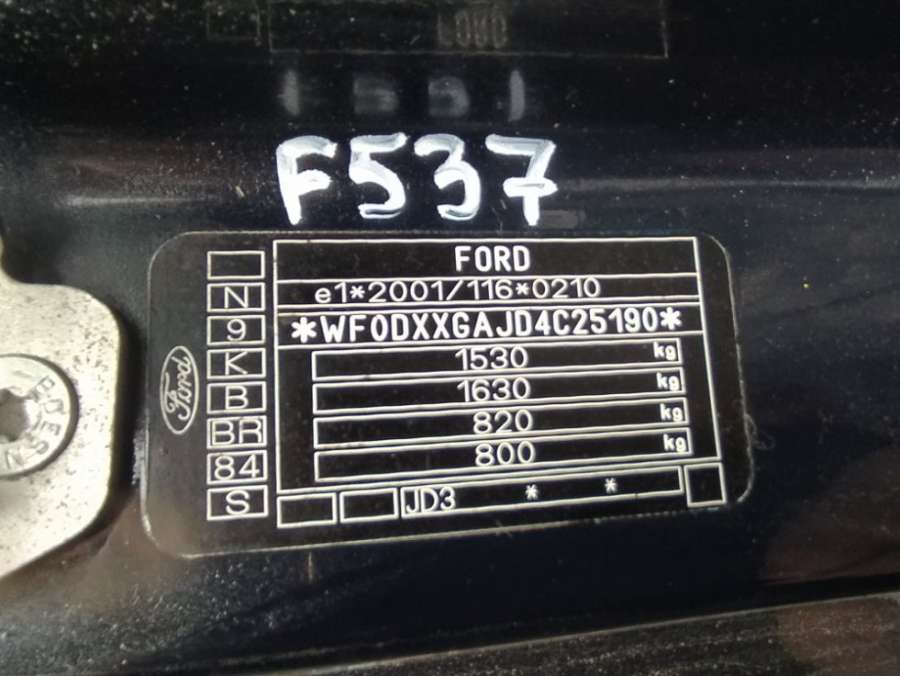 F537
FORD
e1*2001/116*0210
*WF0DXXGAJD4C25190*
1530 kg
1630 kg
820 kg
800 kg
JD3 * *
N
9
K
B
BR
84
S
Ford